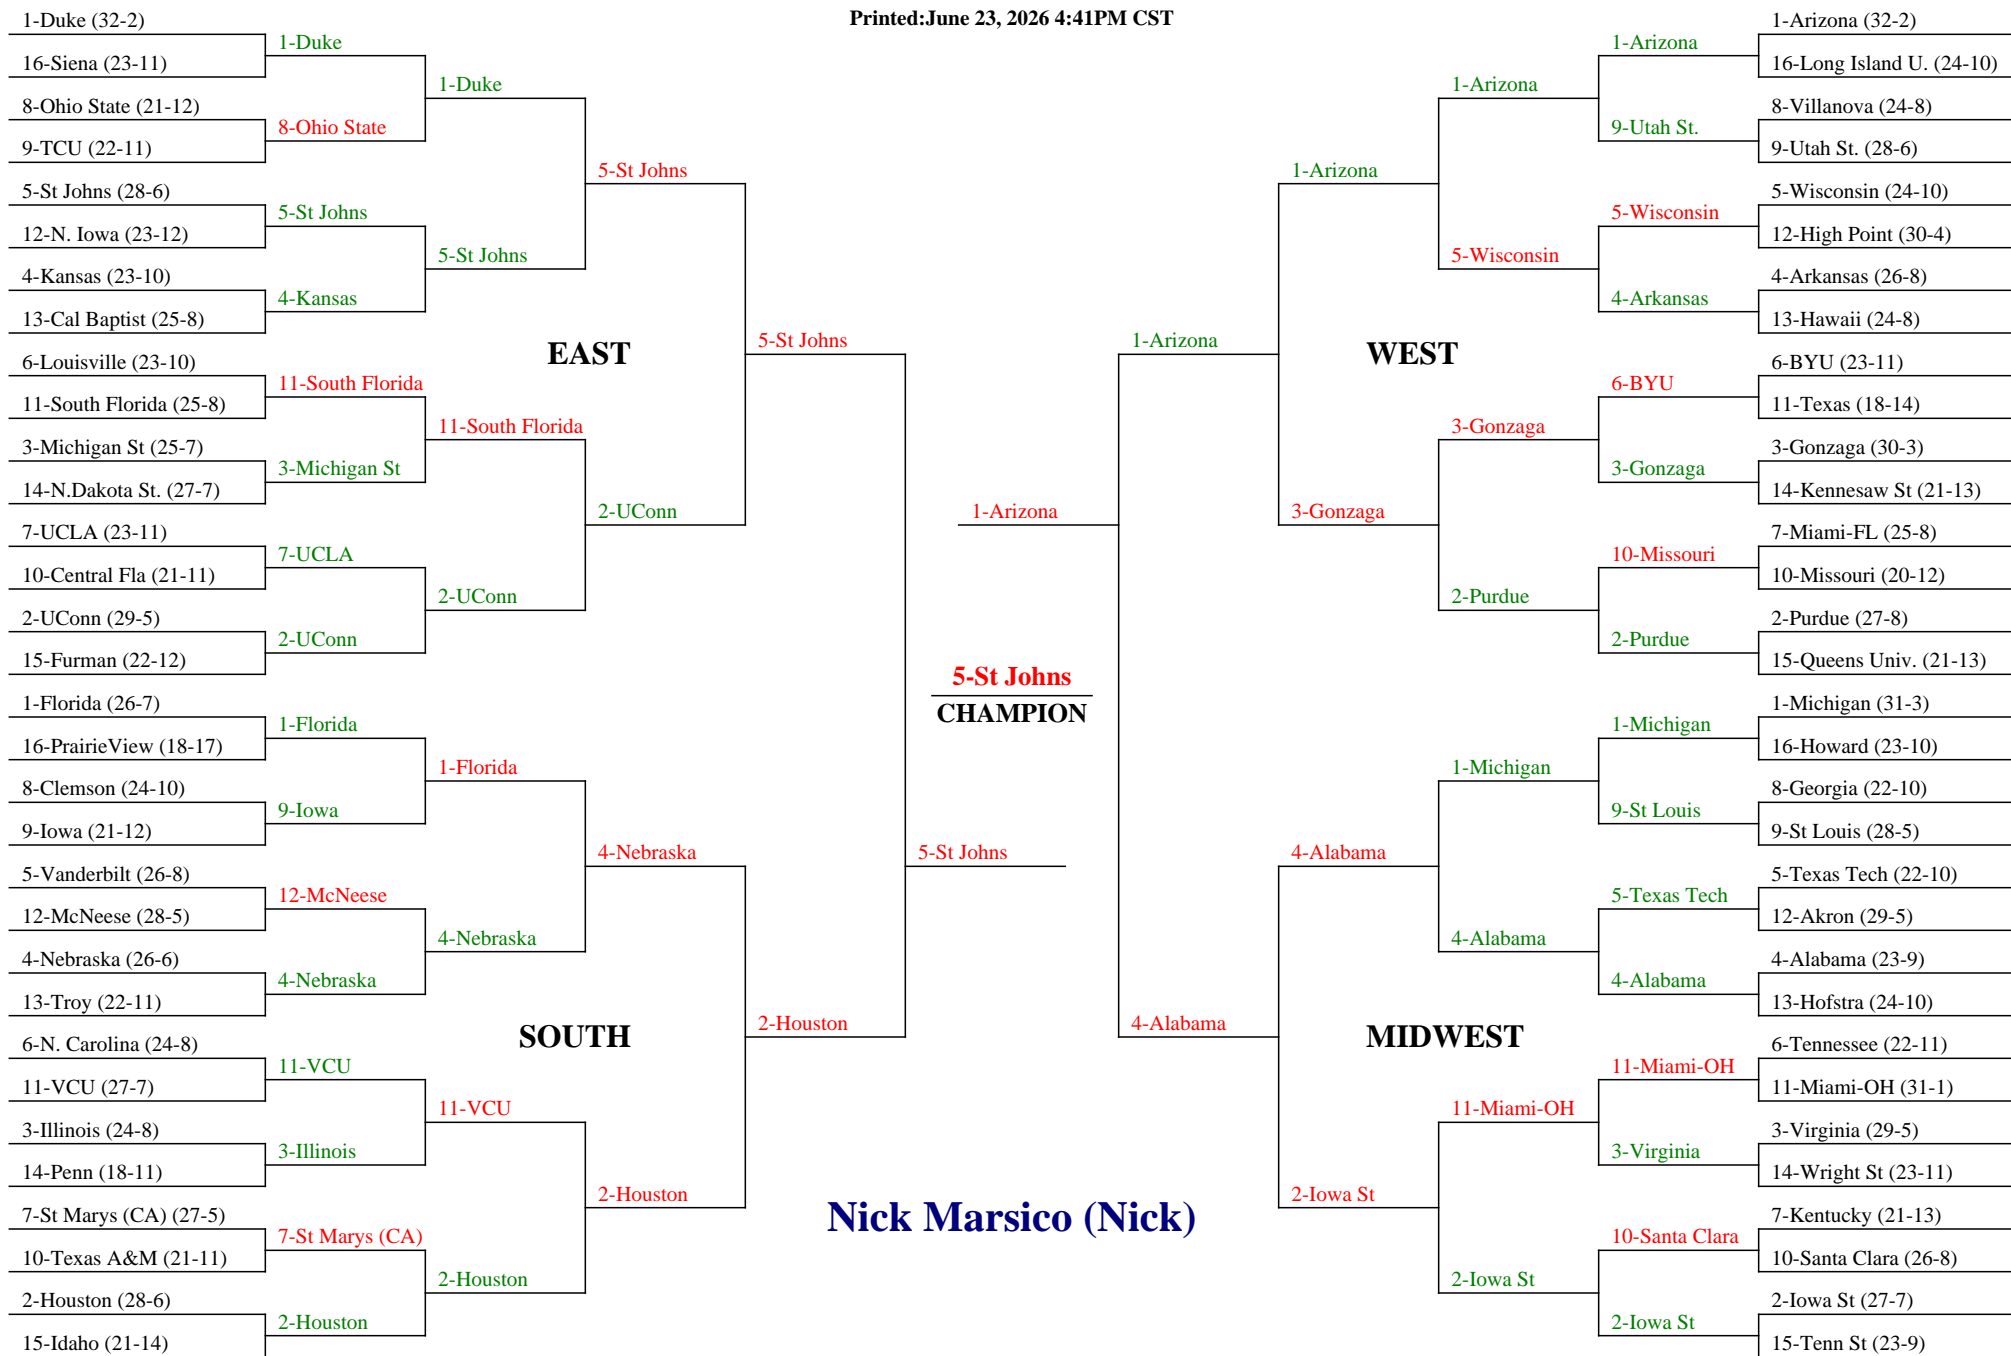 Printed:June 23, 2026 4:41PM CST
1-Duke (32-2)
16-Siena (23-11)
8-Ohio State (21-12)
9-TCU (22-11)
5-St Johns (28-6)
12-N. Iowa (23-12)
4-Kansas (23-10)
13-Cal Baptist (25-8)
6-Louisville (23-10)
11-South Florida (25-8)
3-Michigan St (25-7)
14-N.Dakota St. (27-7)
7-UCLA (23-11)
10-Central Fla (21-11)
2-UConn (29-5)
15-Furman (22-12)
1-Florida (26-7)
16-PrairieView (18-17)
8-Clemson (24-10)
9-Iowa (21-12)
5-Vanderbilt (26-8)
12-McNeese (28-5)
4-Nebraska (26-6)
13-Troy (22-11)
6-N. Carolina (24-8)
11-VCU (27-7)
3-Illinois (24-8)
14-Penn (18-11)
7-St Marys (CA) (27-5)
10-Texas A&M (21-11)
2-Houston (28-6)
15-Idaho (21-14)
1-Duke
8-Ohio State
5-St Johns
4-Kansas
11-South Florida
3-Michigan St
7-UCLA
2-UConn
1-Florida
9-Iowa
12-McNeese
4-Nebraska
11-VCU
3-Illinois
7-St Marys (CA)
2-Houston
1-Duke
5-St Johns
11-South Florida
2-UConn
1-Florida
4-Nebraska
11-VCU
2-Houston
EAST
SOUTH
5-St Johns
2-UConn
4-Nebraska
2-Houston
5-St Johns
2-Houston
5-St Johns
1-Arizona
5-St Johns
CHAMPION
Nick Marsico (Nick)
1-Arizona
4-Alabama
1-Arizona
3-Gonzaga
4-Alabama
2-Iowa St
WEST
MIDWEST
1-Arizona
5-Wisconsin
3-Gonzaga
2-Purdue
1-Michigan
4-Alabama
11-Miami-OH
2-Iowa St
1-Arizona
9-Utah St.
5-Wisconsin
4-Arkansas
6-BYU
3-Gonzaga
10-Missouri
2-Purdue
1-Michigan
9-St Louis
5-Texas Tech
4-Alabama
11-Miami-OH
3-Virginia
10-Santa Clara
2-Iowa St
1-Arizona (32-2)
16-Long Island U. (24-10)
8-Villanova (24-8)
9-Utah St. (28-6)
5-Wisconsin (24-10)
12-High Point (30-4)
4-Arkansas (26-8)
13-Hawaii (24-8)
6-BYU (23-11)
11-Texas (18-14)
3-Gonzaga (30-3)
14-Kennesaw St (21-13)
7-Miami-FL (25-8)
10-Missouri (20-12)
2-Purdue (27-8)
15-Queens Univ. (21-13)
1-Michigan (31-3)
16-Howard (23-10)
8-Georgia (22-10)
9-St Louis (28-5)
5-Texas Tech (22-10)
12-Akron (29-5)
4-Alabama (23-9)
13-Hofstra (24-10)
6-Tennessee (22-11)
11-Miami-OH (31-1)
3-Virginia (29-5)
14-Wright St (23-11)
7-Kentucky (21-13)
10-Santa Clara (26-8)
2-Iowa St (27-7)
15-Tenn St (23-9)